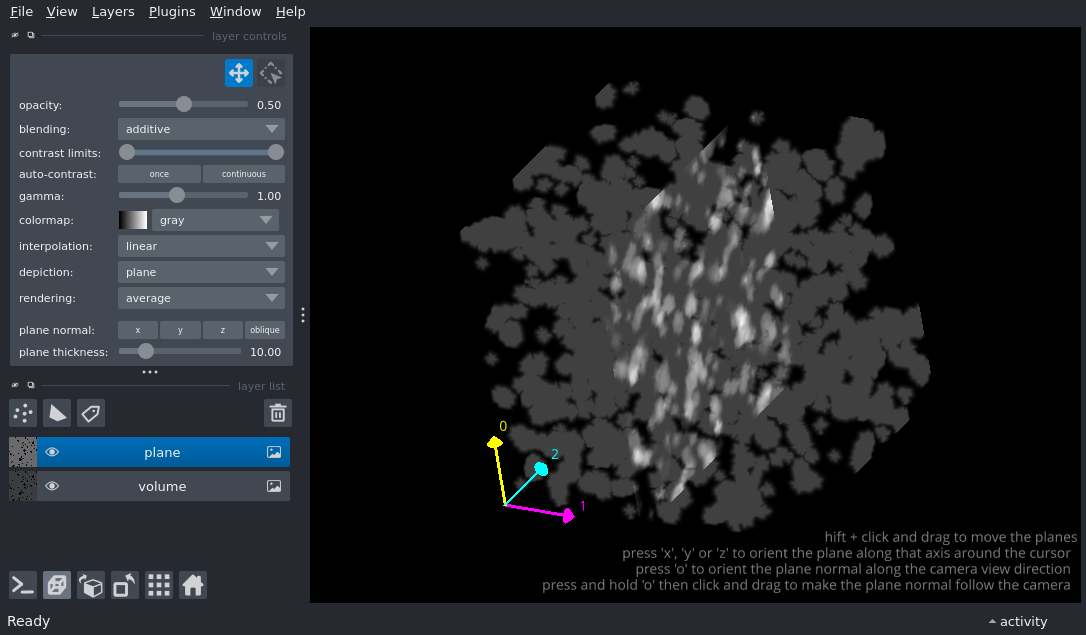 File View Layers Plugins Window Help
layer controls
opacity: 0.50
blending: additive
contrast limits:
auto-contrast: once continuous
gamma: 1.00
colormap: gray
interpolation: linear
depiction: plane
rendering: average
plane normal: x y z oblique
plane thickness: 10.00
layer list
plane
volume
0
2
1
hift + click and drag to move the planes
press 'x', 'y' or 'z' to orient the plane along that axis around the cursor
press 'o' to orient the plane normal along the camera view direction
press and hold 'o' then click and drag to make the plane normal follow the camera
Ready
activity